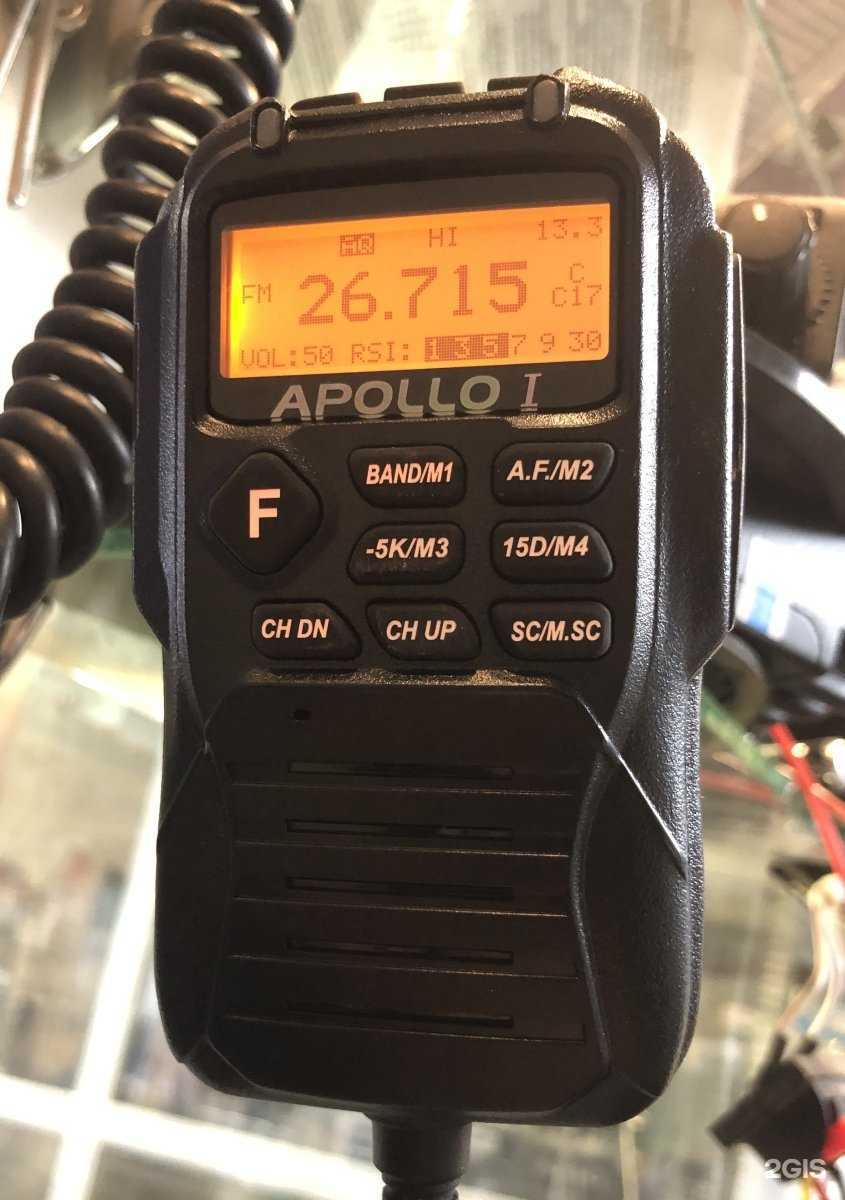 AQ HI 13.3
FM 26.715 C
C17
VOL:50 RSI: 1 3 5 7 9 30
APOLLO I
F
BAND/M1 A.F./M2
-5K/M3 15D/M4
CH DN CH UP SC/M.SC
2GIS